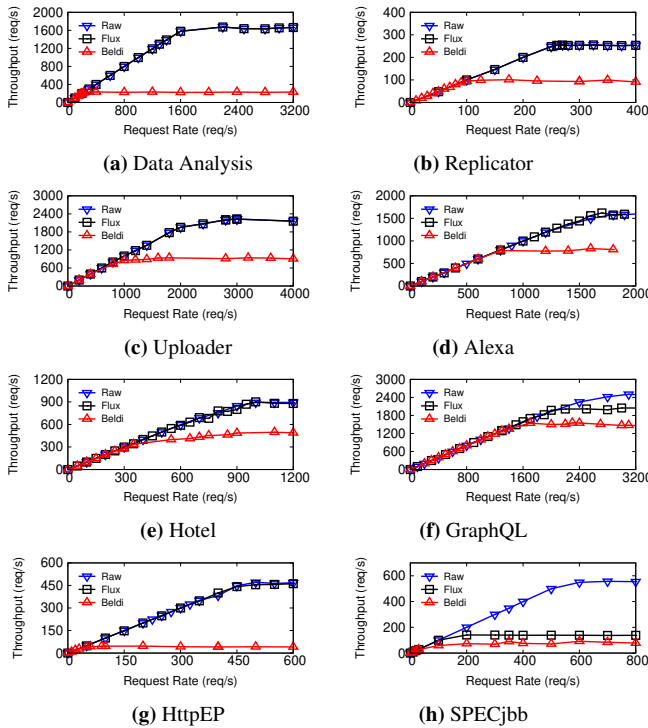 2000
1600
1200
800
400
0
Throughput (req/s)
Raw
Flux
Beldi
0 800 1600 2400 3200
Request Rate (req/s)
(a) Data Analysis
400
300
200
100
0
Throughput (req/s)
Raw
Flux
Beldi
0 100 200 300 400
Request Rate (req/s)
(b) Replicator
3000
2400
1800
1200
600
0
Throughput (req/s)
Raw
Flux
Beldi
0 1000 2000 3000 4000
Request Rate (req/s)
(c) Uploader
2000
1500
1000
500
0
Throughput (req/s)
Raw
Flux
Beldi
0 500 1000 1500 2000
Request Rate (req/s)
(d) Alexa
1200
900
600
300
0
Throughput (req/s)
Raw
Flux
Beldi
0 300 600 900 1200
Request Rate (req/s)
(e) Hotel
3000
2400
1800
1200
600
0
Throughput (req/s)
Raw
Flux
Beldi
0 800 1600 2400 3200
Request Rate (req/s)
(f) GraphQL
600
450
300
150
0
Throughput (req/s)
Raw
Flux
Beldi
0 150 300 450 600
Request Rate (req/s)
(g) HttpEP
600
400
200
0
Throughput (req/s)
Raw
Flux
Beldi
0 200 400 600 800
Request Rate (req/s)
(h) SPECjbb